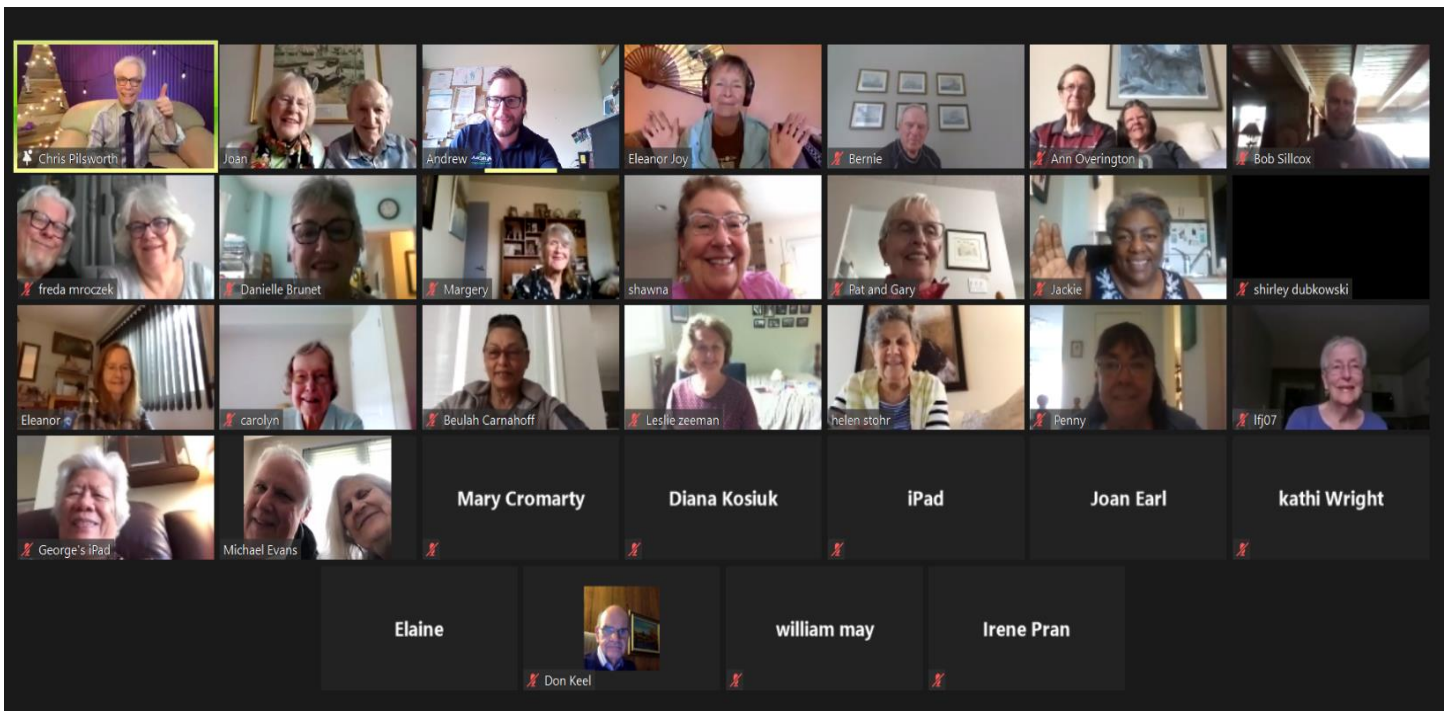 Chris Pilsworth
Joan
Andrew
Eleanor Joy
Bernie
Ann Overington
Bob Sillcox
freda mroczek
Danielle Brunet
Margery
shawna
Pat and Gary
Jackie
shirley dubkowski
Eleanor
carolyn
Beulah Carnahoff
Leslie zeeman
helen stohr
Penny
lfj07
George's iPad
Michael Evans
Mary Cromarty
Diana Kosiuk
iPad
Joan Earl
kathi Wright
Elaine
Don Keel
william may
Irene Pran